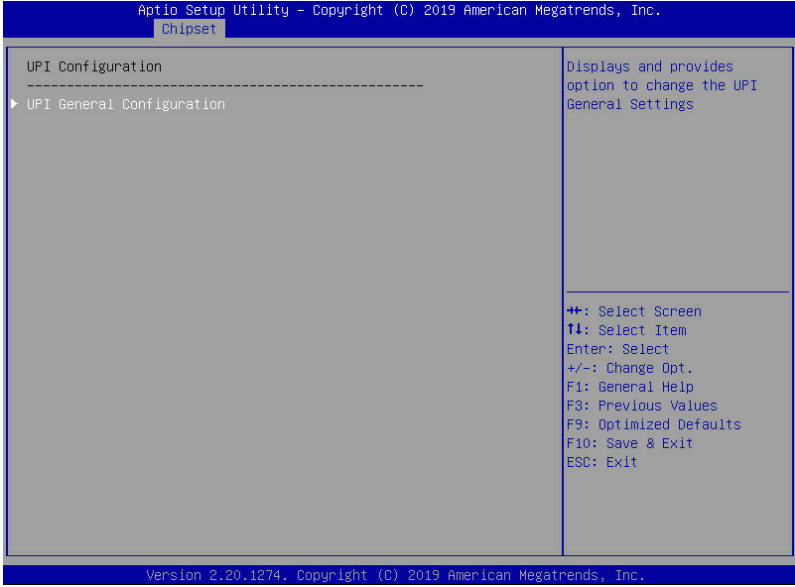 Aptio Setup Utility – Copyright (C) 2019 American Megatrends, Inc.
Chipset
UPI Configuration
--------------------------------------------------
UPI General Configuration
Displays and provides
option to change the UPI
General Settings
→←: Select Screen
↑↓: Select Item
Enter: Select
+/-: Change Opt.
F1: General Help
F3: Previous Values
F9: Optimized Defaults
F10: Save & Exit
ESC: Exit
Version 2.20.1274. Copyright (C) 2019 American Megatrends, Inc.